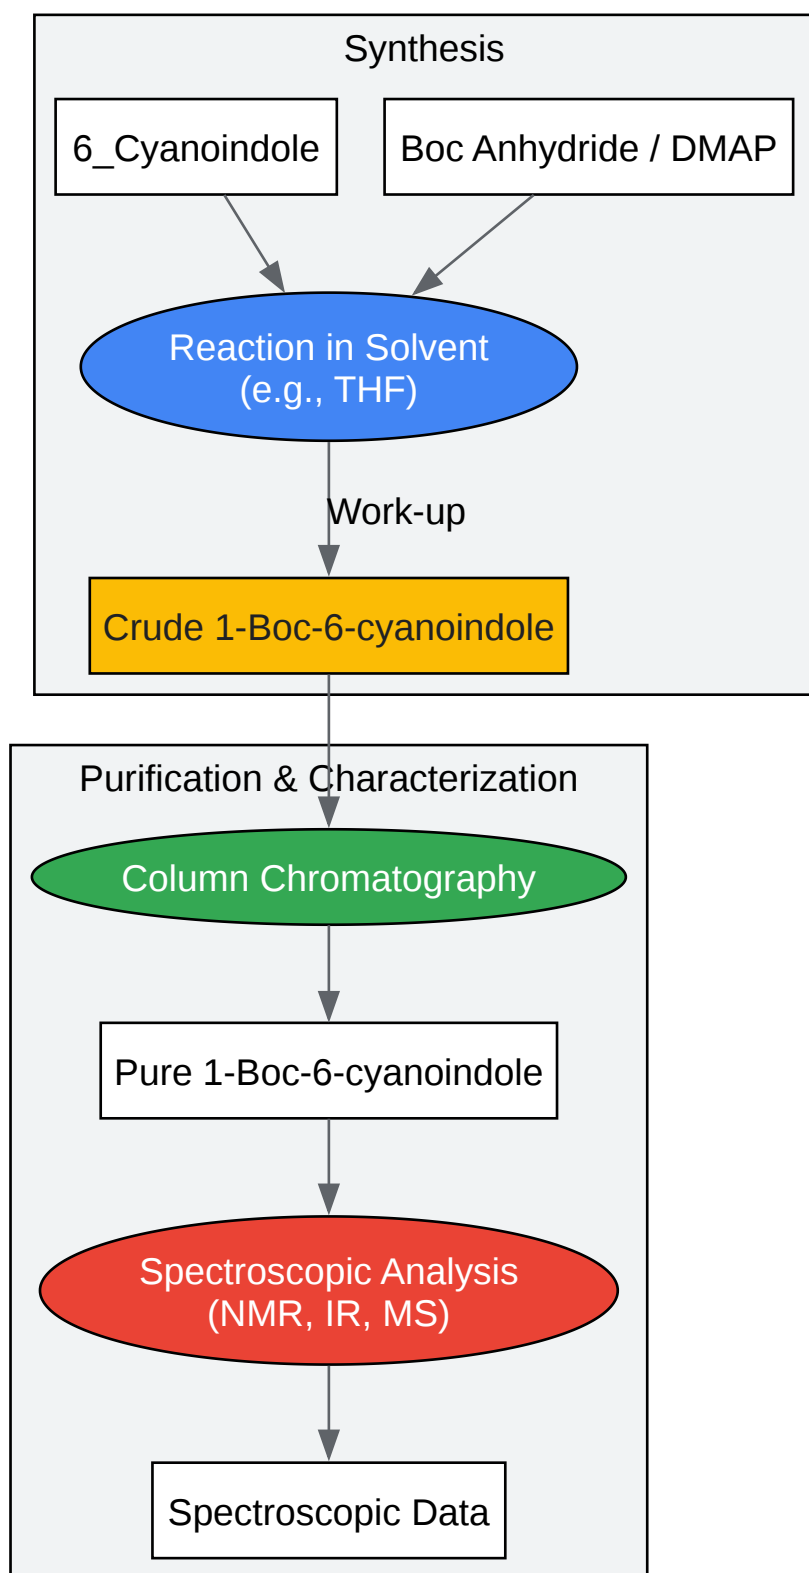 Synthesis
6_Cyanoindole
Boc Anhydride / DMAP
Reaction in Solvent
(e.g., THF)
Work-up
Crude 1-Boc-6-cyanoindole
Purification & Characterization
Column Chromatography
Pure 1-Boc-6-cyanoindole
Spectroscopic Analysis
(NMR, IR, MS)
Spectroscopic Data